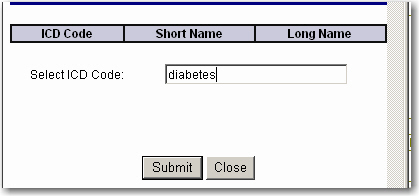 ICD Code Short Name Long Name
Select ICD Code: diabetes
Submit Close